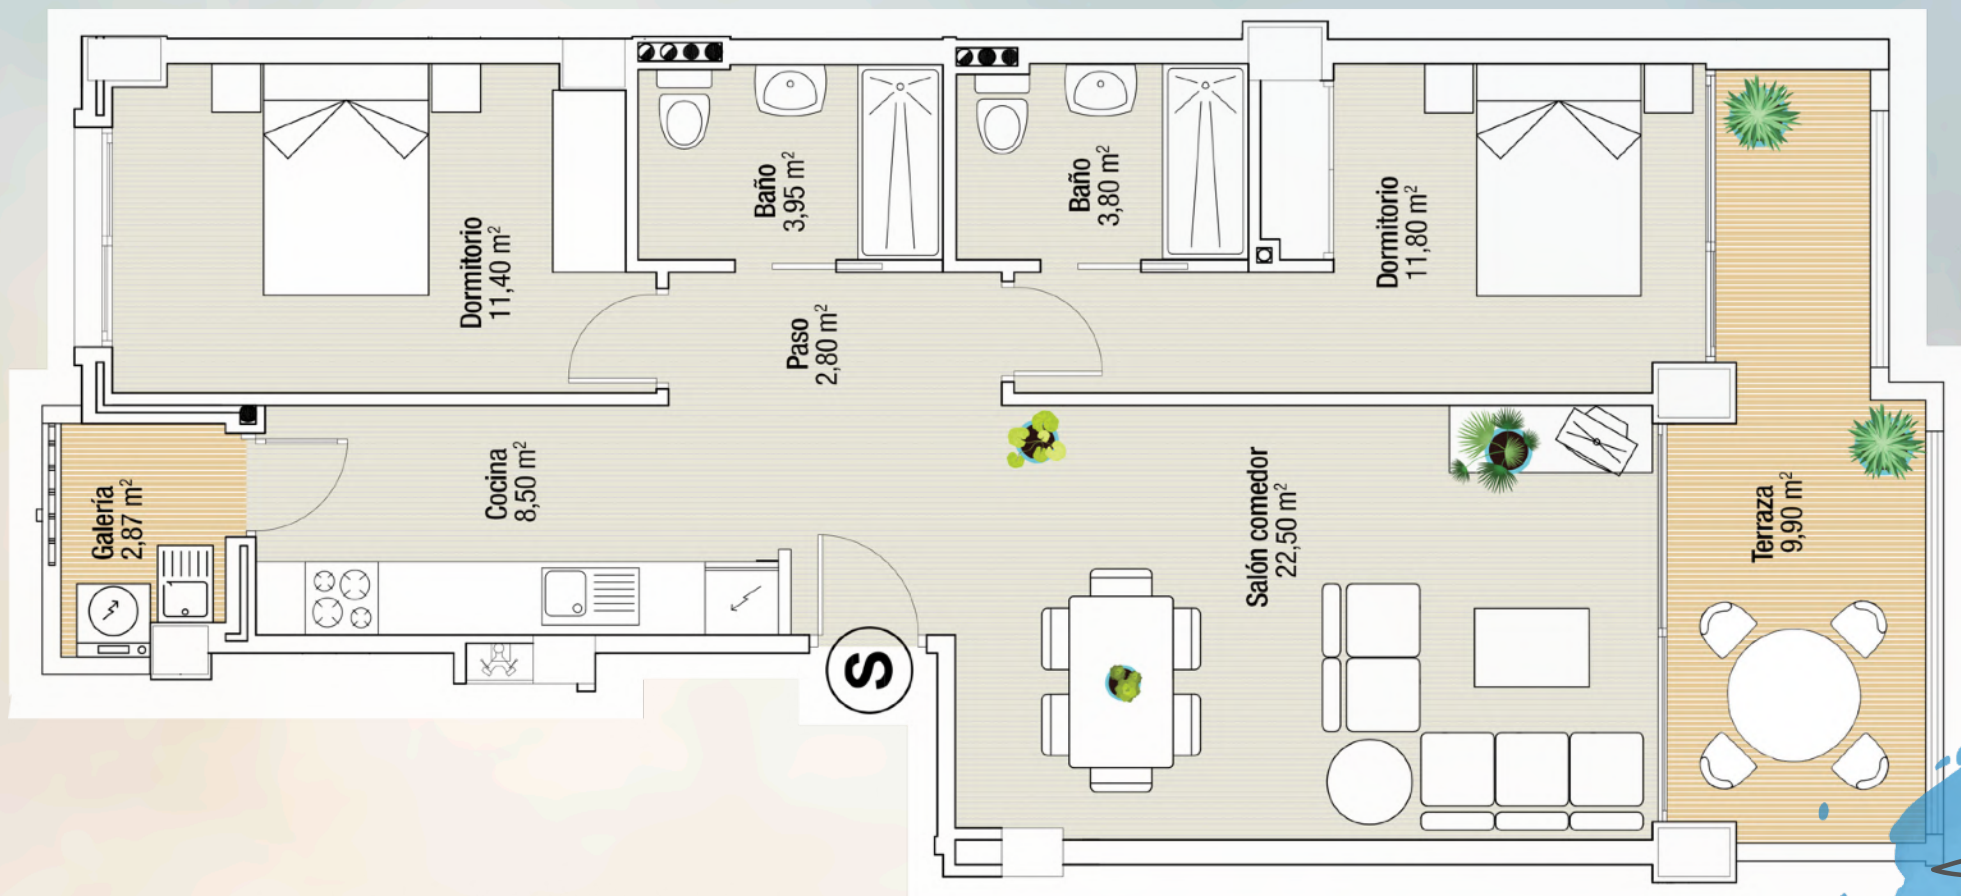 Dormitorio
11,40 m²
Baño
3,95 m²
Baño
3,80 m²
Dormitorio
11,80 m²
Paso
2,80 m²
Galería
2,87 m²
Cocina
8,50 m²
Salón comedor
22,50 m²
Terraza
9,90 m²
S